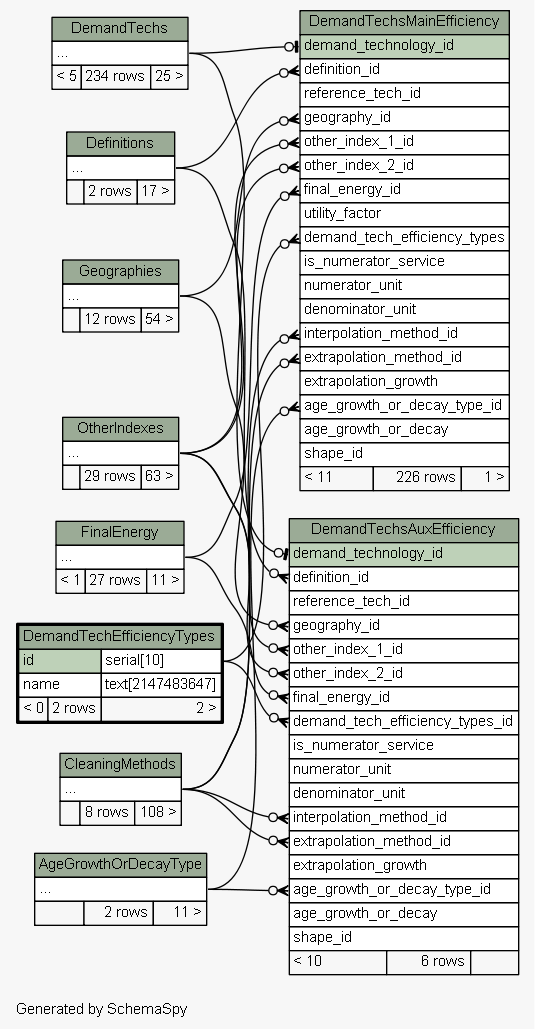 DemandTechs
...
< 5 234 rows 25 >
Definitions
...
2 rows 17 >
Geographies
...
12 rows 54 >
OtherIndexes
...
29 rows 63 >
FinalEnergy
...
< 1 27 rows 11 >
DemandTechEfficiencyTypes
id serial[10]
name text[2147483647]
< 0 2 rows 2 >
CleaningMethods
...
8 rows 108 >
AgeGrowthOrDecayType
...
2 rows 11 >
DemandTechsMainEfficiency
demand_technology_id
definition_id
reference_tech_id
geography_id
other_index_1_id
other_index_2_id
final_energy_id
utility_factor
demand_tech_efficiency_types
is_numerator_service
numerator_unit
denominator_unit
interpolation_method_id
extrapolation_method_id
extrapolation_growth
age_growth_or_decay_type_id
age_growth_or_decay
shape_id
< 11 226 rows 1 >
DemandTechsAuxEfficiency
demand_technology_id
definition_id
reference_tech_id
geography_id
other_index_1_id
other_index_2_id
final_energy_id
demand_tech_efficiency_types_id
is_numerator_service
numerator_unit
denominator_unit
interpolation_method_id
extrapolation_method_id
extrapolation_growth
age_growth_or_decay_type_id
age_growth_or_decay
shape_id
< 10 6 rows
Generated by SchemaSpy